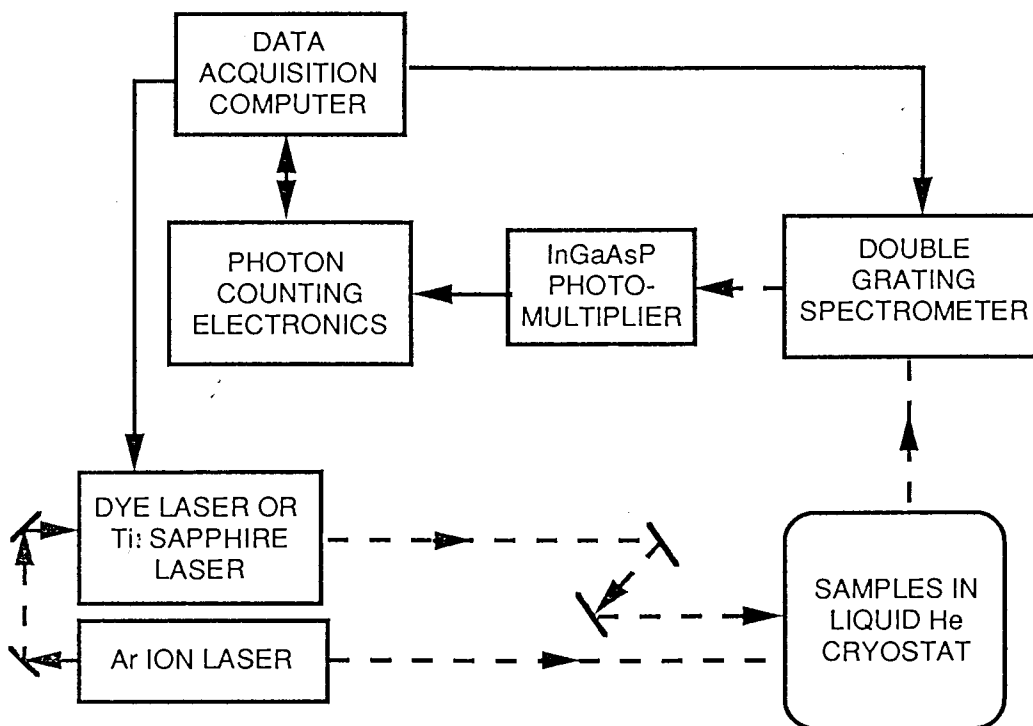 DATA
ACQUISITION
COMPUTER
PHOTON
COUNTING
ELECTRONICS
InGaAsP
PHOTO-
MULTIPLIER
DOUBLE
GRATING
SPECTROMETER
DYE LASER OR
Ti: SAPPHIRE
LASER
SAMPLES IN
LIQUID He
CRYOSTAT
Ar ION LASER